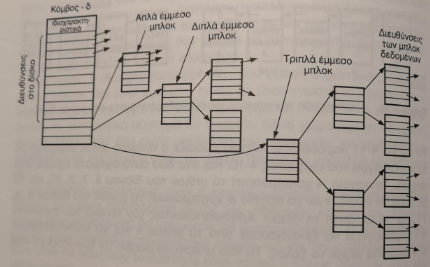 Κόμβος - δ
Ιδιοχαρακτη-
ριστικά
Διευθύνσεις
στο δίσκο
Απλά έμμεσο
μπλοκ
Διπλά έμμεσο
μπλοκ
Τριπλά έμμεσο
μπλοκ
Διευθύνσεις
των μπλοκ
δεδομένων